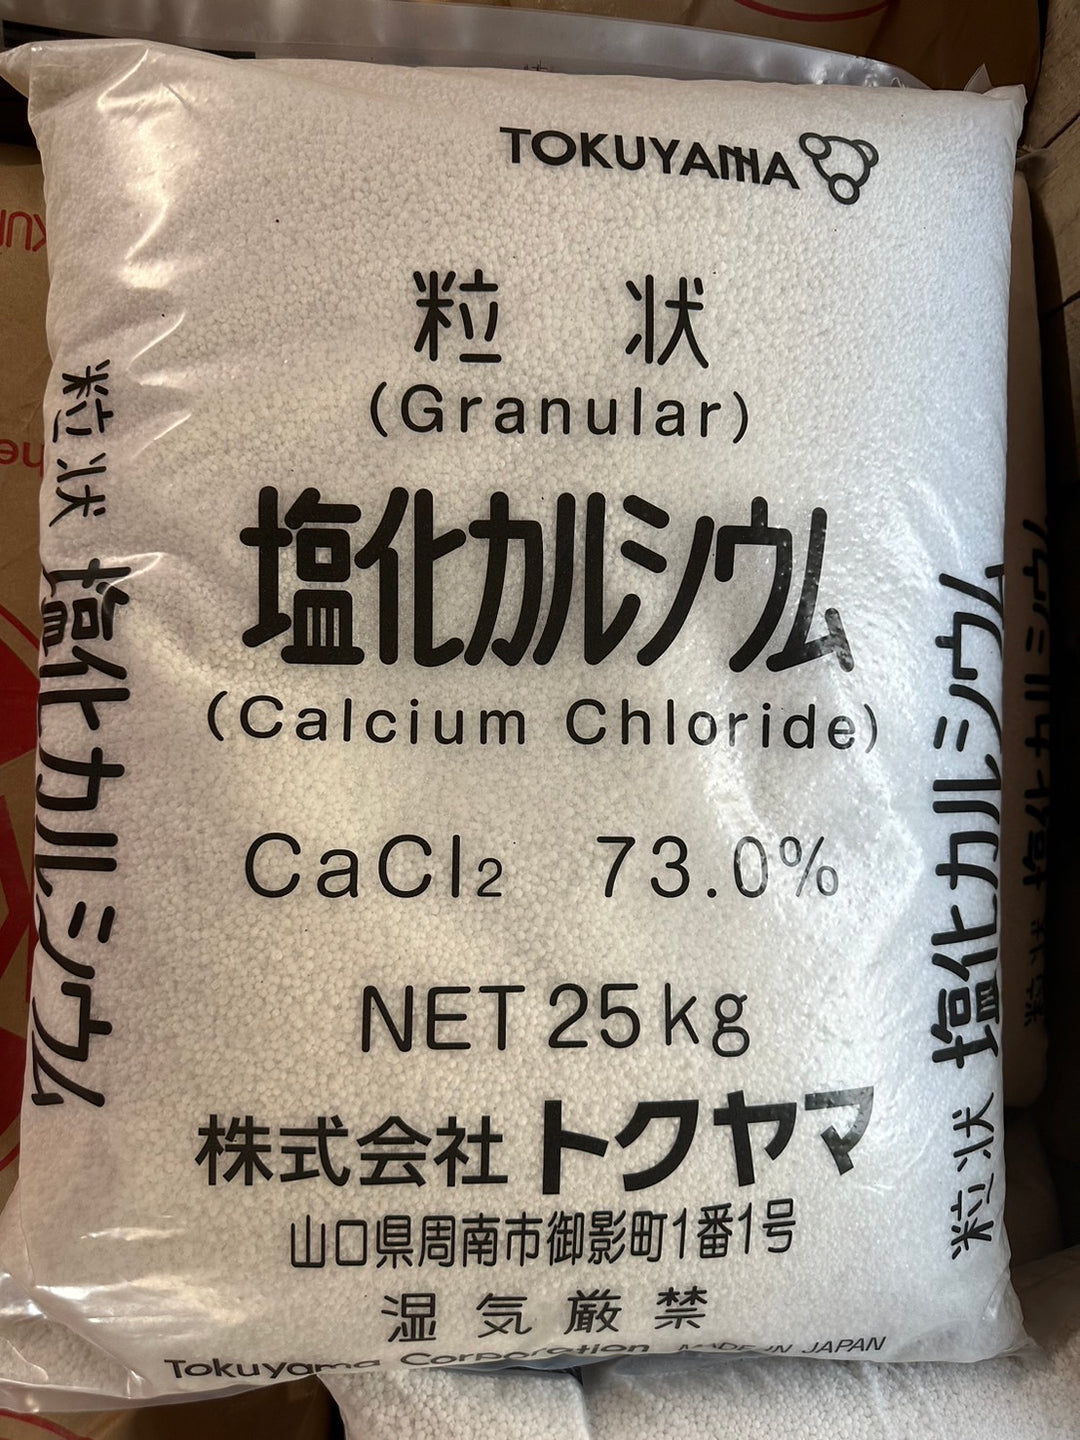 TOKUYAMA
粒状
(Granular)
塩化カルシウム
(Calcium Chloride)
CaCl₂ 73.0%
NET 25kg
株式会社トクヤマ
山口県周南市御影町1番1号
湿気厳禁
Tokuyama Corporation MADE IN JAPAN
粒状 塩化カルシウム
粒状 塩化カルシウム